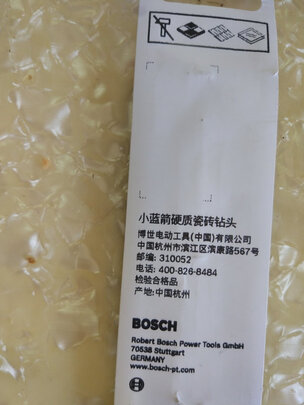 小蓝箭硬质瓷砖钻头
博世电动工具(中国)有限公司
中国杭州市滨江区滨康路567号
邮编: 310052
电话: 400-826-8484
检验合格品
产地:中国杭州
BOSCH
Robert Bosch Power Tools GmbH
70538 Stuttgart
GERMANY
www.bosch-pt.com